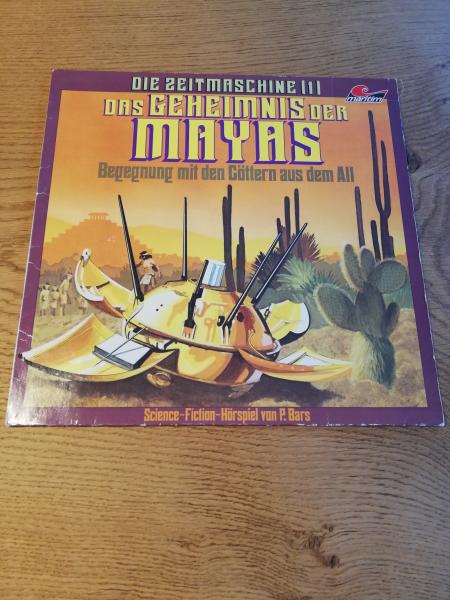 DIE ZEITMASCHINE [1]
DAS GEHEIMNIS DER
MAYAS
Begegnung mit den Göttern aus dem All
maritim
Science-Fiction-Hörspiel von P. Bars